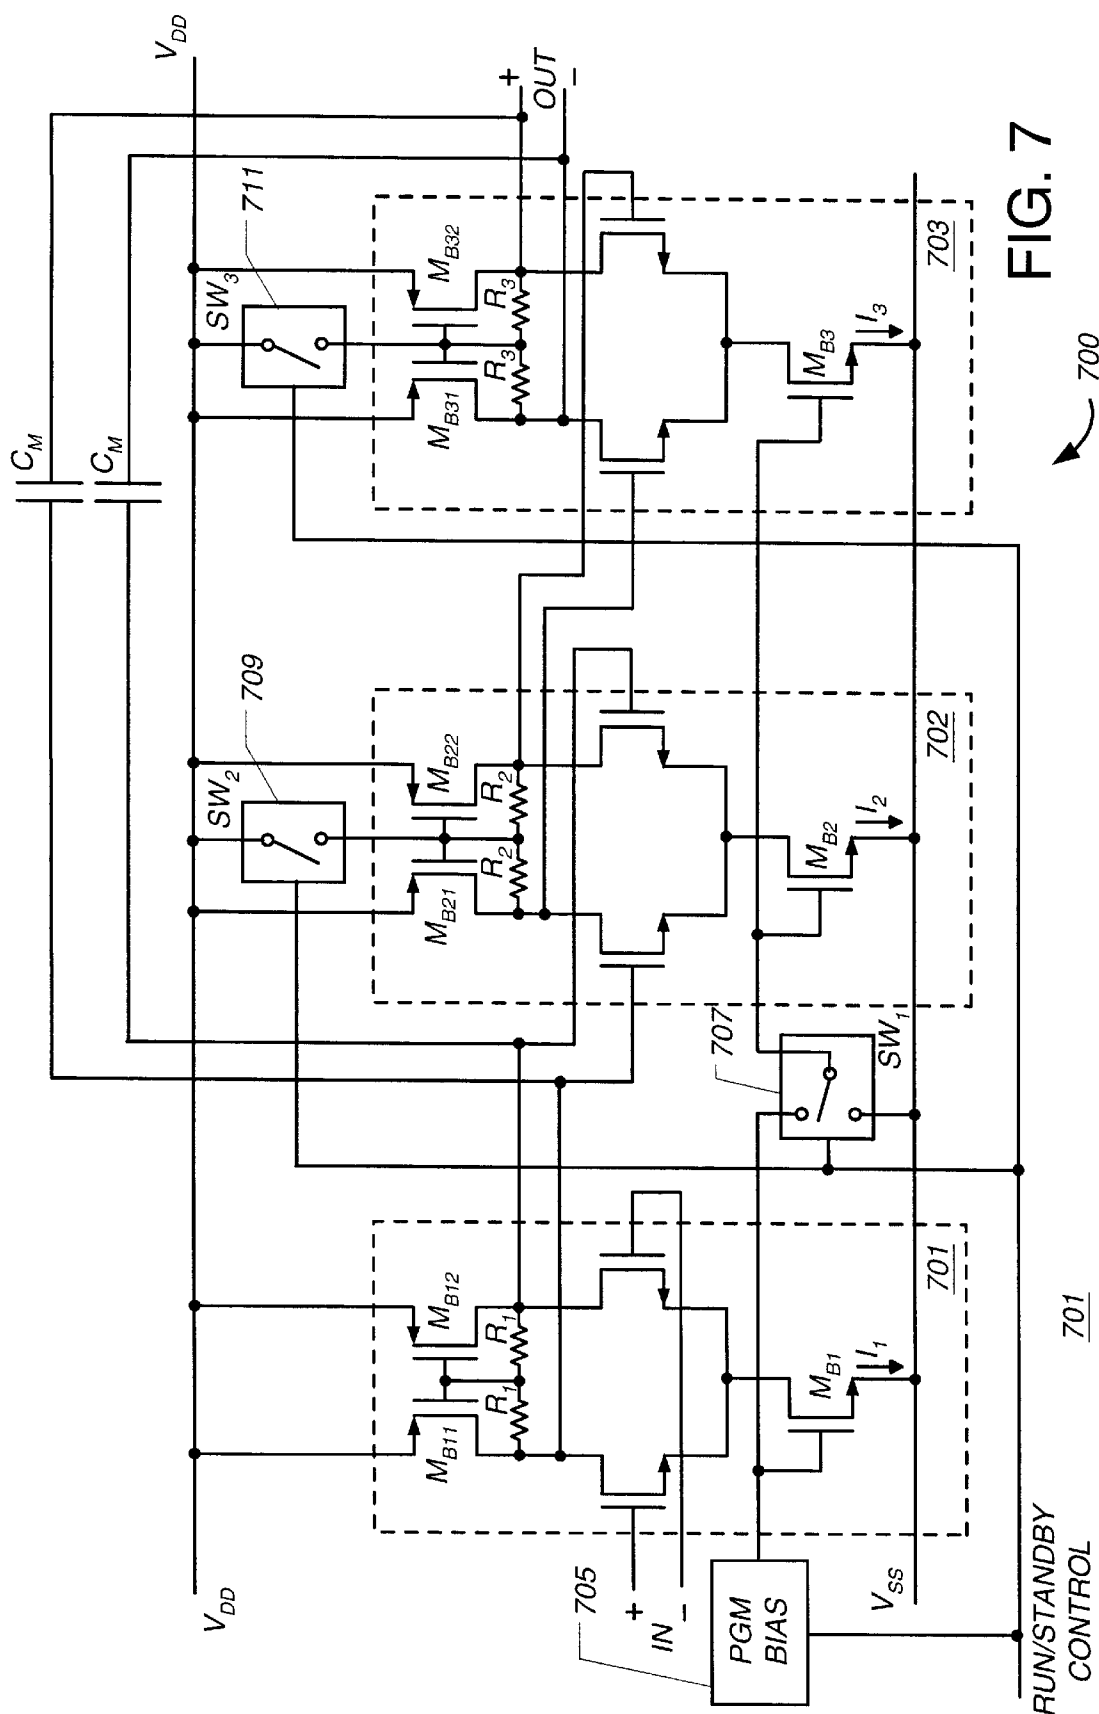 V_DD
V_DD
C_M
C_M
SW_2
709
SW_3
711
M_B11
M_B12
R_1
R_1
M_B21
M_B22
R_2
R_2
M_B31
M_B32
R_3
R_3
+
OUT
−
705
+
IN
−
PGM
BIAS
M_B1
I_1
701
707
SW_1
M_B2
I_2
702
M_B3
I_3
703
V_SS
RUN/STANDBY
CONTROL
701
700
FIG. 7